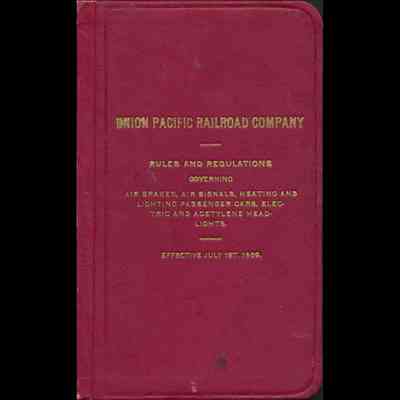 UNION PACIFIC RAILROAD COMPANY
RULES AND REGULATIONS
GOVERNING
AIR BRAKES, AIR SIGNALS, HEATING AND
LIGHTING PASSENGER CARS, ELEC-
TRIC AND ACETYLENE HEAD-
LIGHTS.
EFFECTIVE JULY 1ST, 1909.